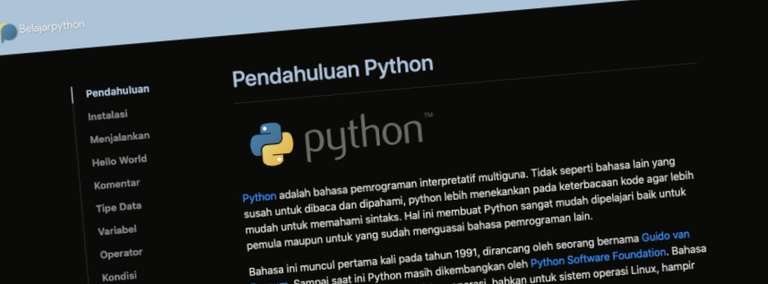 Belajarpython
Pendahuluan
Instalasi
Menjalankan
Hello World
Komentar
Tipe Data
Variabel
Operator
Kondisi
Pendahuluan Python
python™
Python adalah bahasa pemrograman interpretatif multiguna. Tidak seperti bahasa lain yang
susah untuk dibaca dan dipahami, python lebih menekankan pada keterbacaan kode agar lebih
mudah untuk memahami sintaks. Hal ini membuat Python sangat mudah dipelajari baik untuk
pemula maupun untuk yang sudah menguasai bahasa pemrograman lain.
Bahasa ini muncul pertama kali pada tahun 1991, dirancang oleh seorang bernama Guido van
Sampai saat ini Python masih dikembangkan oleh Python Software Foundation. Bahasa
bahkan untuk sistem operasi Linux, hampir